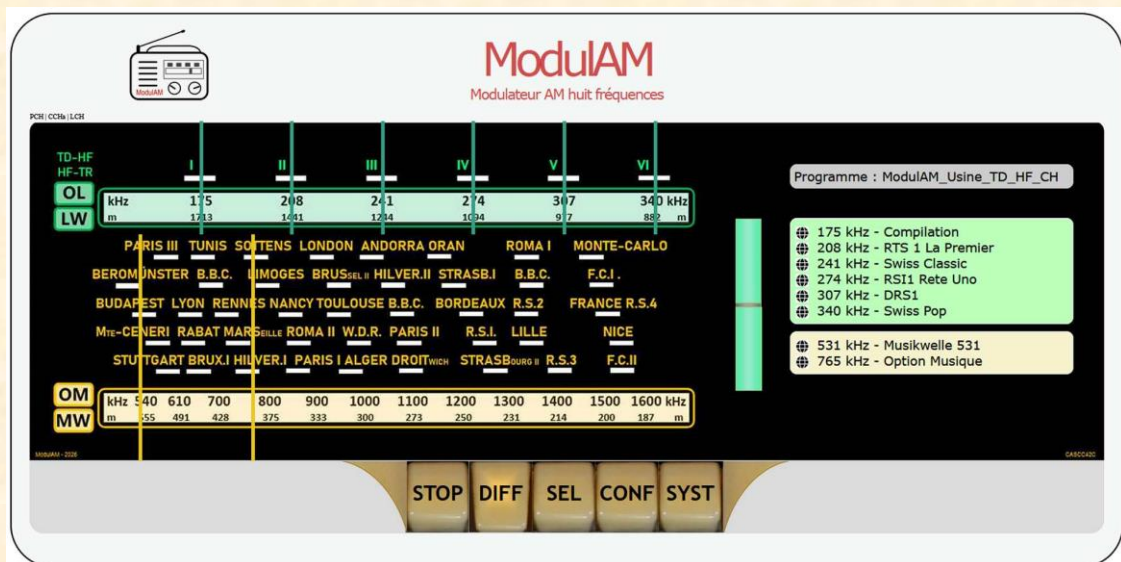 ModulAM
ModulAM
Modulateur AM huit fréquences
PCH | CCHs | LCH
TD-HF
HF-TR
I II III IV V VI
OL
LW
kHz 175 208 241 274 307 340 kHz
m 1713 1441 1244 1094 977 882 m
PARIS III TUNIS SOTTENS LONDON ANDORRA ORAN ROMA I MONTE-CARLO
BEROMÜNSTER B.B.C. LIMOGES BRUSSEL II HILVER.II STRASB.I B.B.C. F.C.I .
BUDAPEST LYON RENNES NANCY TOULOUSE B.B.C. BORDEAUX R.S.2 FRANCE R.S.4
MTE-CENERI RABAT MARSEILLE ROMA II W.D.R. PARIS II R.S.I. LILLE NICE
STUTTGART BRUX.I HILVER.I PARIS I ALGER DROITWICH STRASBOURG II R.S.3 F.C.II
OM
MW
kHz 540 610 700 800 900 1000 1100 1200 1300 1400 1500 1600 kHz
m 555 491 428 375 333 300 273 250 231 214 200 187 m
Programme : ModulAM_Usine_TD_HF_CH
175 kHz - Compilation
208 kHz - RTS 1 La Premier
241 kHz - Swiss Classic
274 kHz - RSI1 Rete Uno
307 kHz - DRS1
340 kHz - Swiss Pop
531 kHz - Musikwelle 531
765 kHz - Option Musique
ModulAM - 2026
STOP DIFF SEL CONF SYST